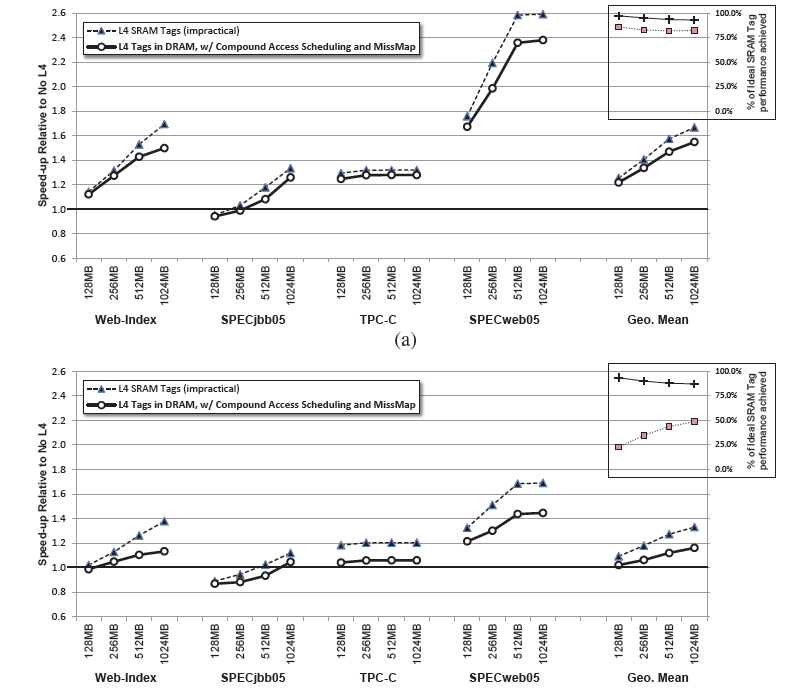 2.6
2.4
2.2
2.0
1.8
1.6
1.4
1.2
1.0
0.8
0.6
Speed-up Relative to No L4
L4 SRAM Tags (impractical)
L4 Tags in DRAM, w/ Compound Access Scheduling and MissMap
100.0%
75.0%
50.0%
25.0%
0.0%
% of Ideal SRAM Tag
performance achieved
128MB 256MB 512MB 1024MB 128MB 256MB 512MB 1024MB 128MB 256MB 512MB 1024MB 128MB 256MB 512MB 1024MB 128MB 256MB 512MB 1024MB
Web-Index SPECjbb05 TPC-C SPECweb05 Geo. Mean
(a)
2.6
2.4
2.2
2.0
1.8
1.6
1.4
1.2
1.0
0.8
0.6
Speed-up Relative to No L4
L4 SRAM Tags (impractical)
L4 Tags in DRAM, w/ Compound Access Scheduling and MissMap
100.0%
75.0%
50.0%
25.0%
0.0%
% of Ideal SRAM Tag
performance achieved
128MB 256MB 512MB 1024MB 128MB 256MB 512MB 1024MB 128MB 256MB 512MB 1024MB 128MB 256MB 512MB 1024MB 128MB 256MB 512MB 1024MB
Web-Index SPECjbb05 TPC-C SPECweb05 Geo. Mean